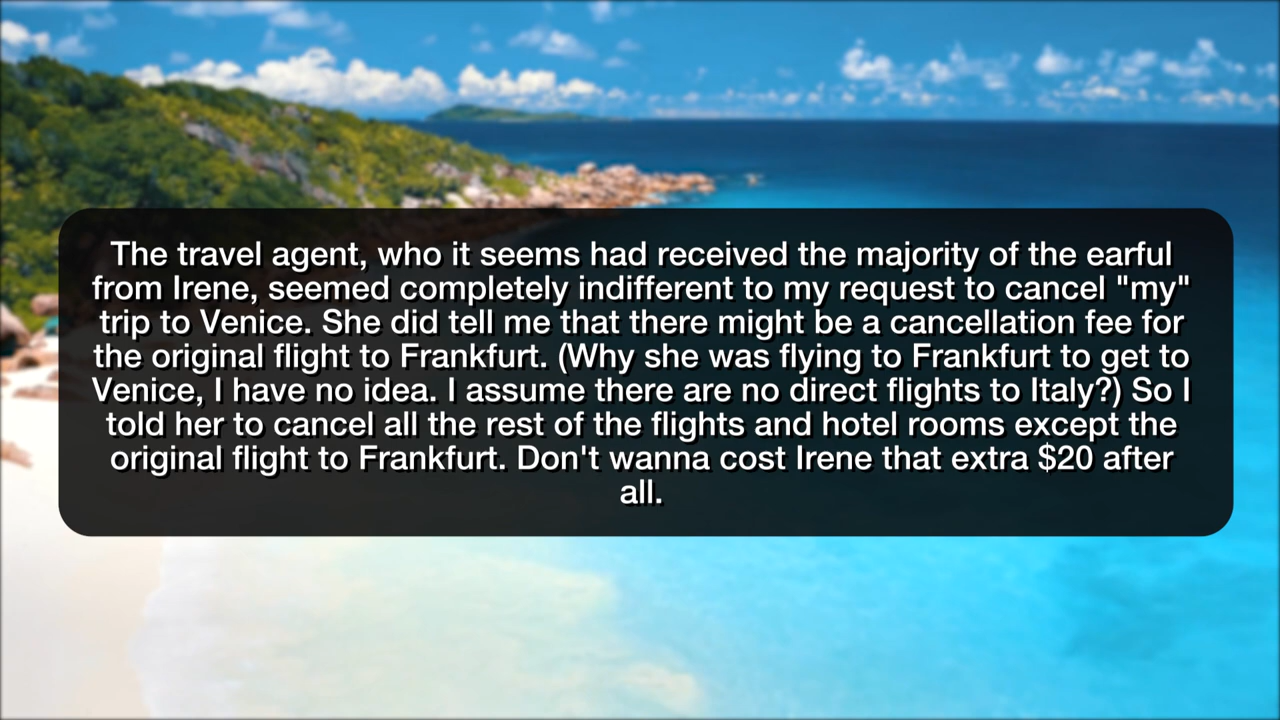 The travel agent, who it seems had received the majority of the earful
from Irene, seemed completely indifferent to my request to cancel "my"
trip to Venice. She did tell me that there might be a cancellation fee for
the original flight to Frankfurt. (Why she was flying to Frankfurt to get to
Venice, I have no idea. I assume there are no direct flights to Italy?) So I
told her to cancel all the rest of the flights and hotel rooms except the
original flight to Frankfurt. Don't wanna cost Irene that extra $20 after
all.